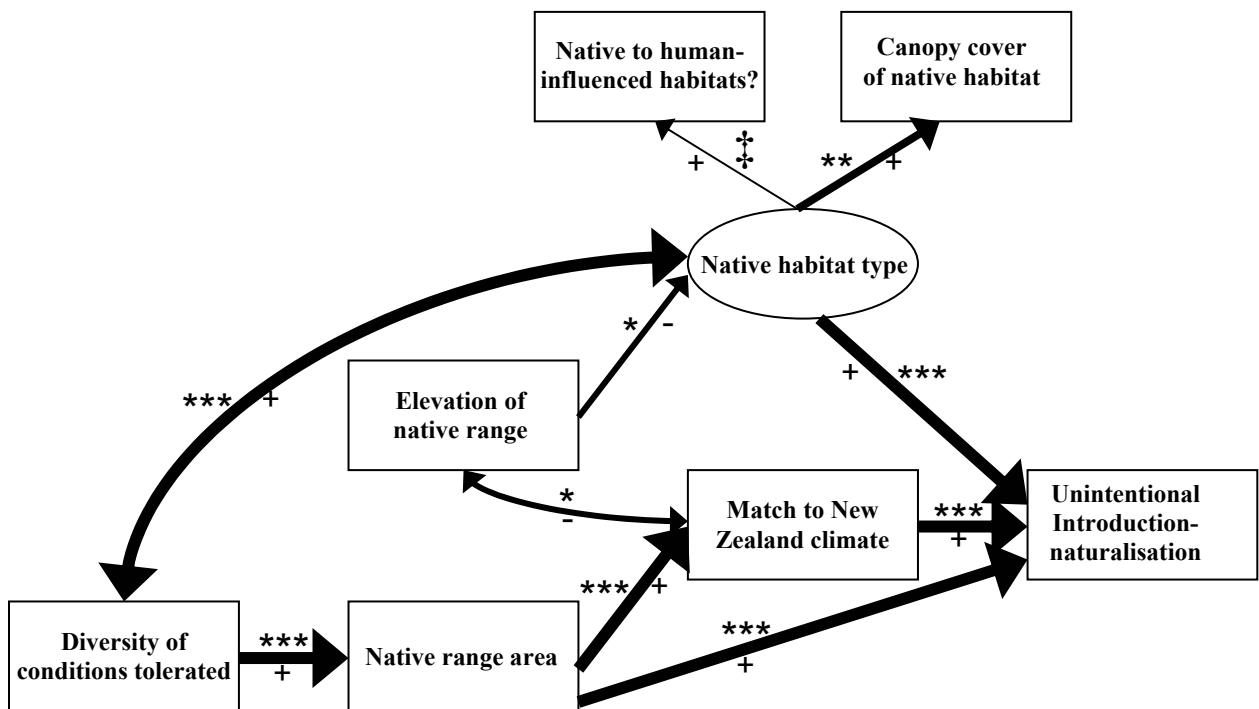 Native to human-
influenced habitats?
Canopy cover
of native habitat
+
‡
**
+
Native habitat type
*
-
***
+
+
***
Elevation of
native range
*
-
Match to New
Zealand climate
***
+
Unintentional
Introduction-
naturalisation
***
+
***
+
Diversity of
conditions tolerated
***
+
Native range area